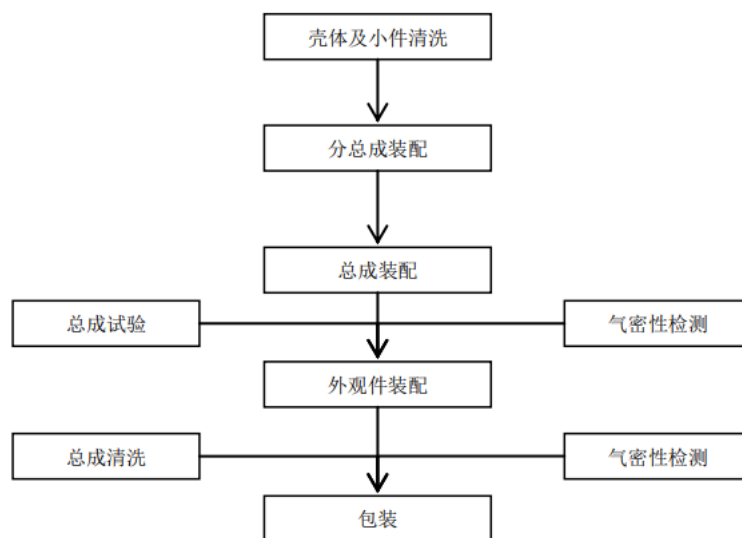 壳体及小件清洗
分总成装配
总成装配
总成试验
气密性检测
外观件装配
总成清洗
气密性检测
包装